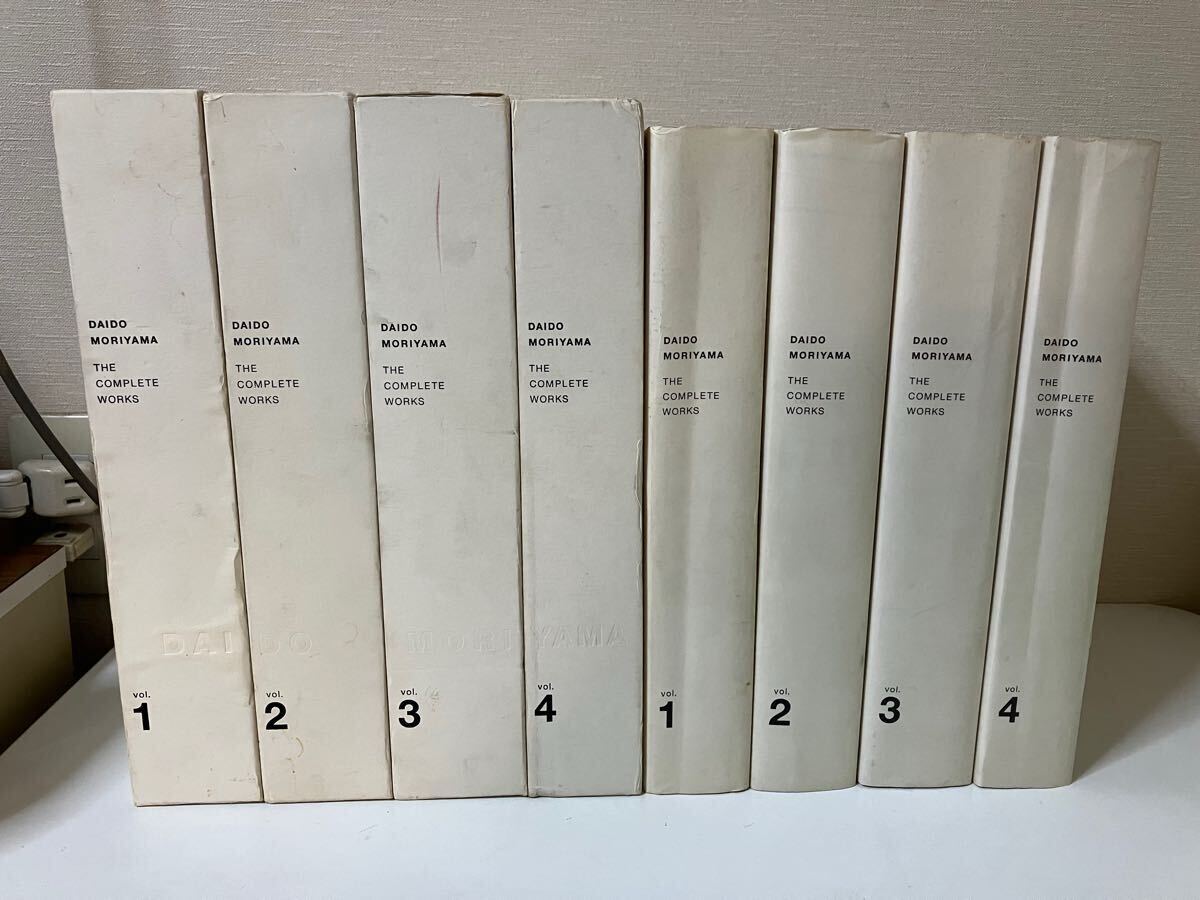 DAIDO
MORIYAMA
THE
COMPLETE
WORKS
vol.
1
DAIDO
MORIYAMA
THE
COMPLETE
WORKS
vol.
2
DAIDO
MORIYAMA
THE
COMPLETE
WORKS
vol.
3
DAIDO
MORIYAMA
THE
COMPLETE
WORKS
vol.
4
DAIDO MORIYAMA
DAIDO
MORIYAMA
THE
COMPLETE
WORKS
vol.
1
DAIDO
MORIYAMA
THE
COMPLETE
WORKS
vol.
2
DAIDO
MORIYAMA
THE
COMPLETE
WORKS
vol.
3
DAIDO
MORIYAMA
THE
COMPLETE
WORKS
vol.
4